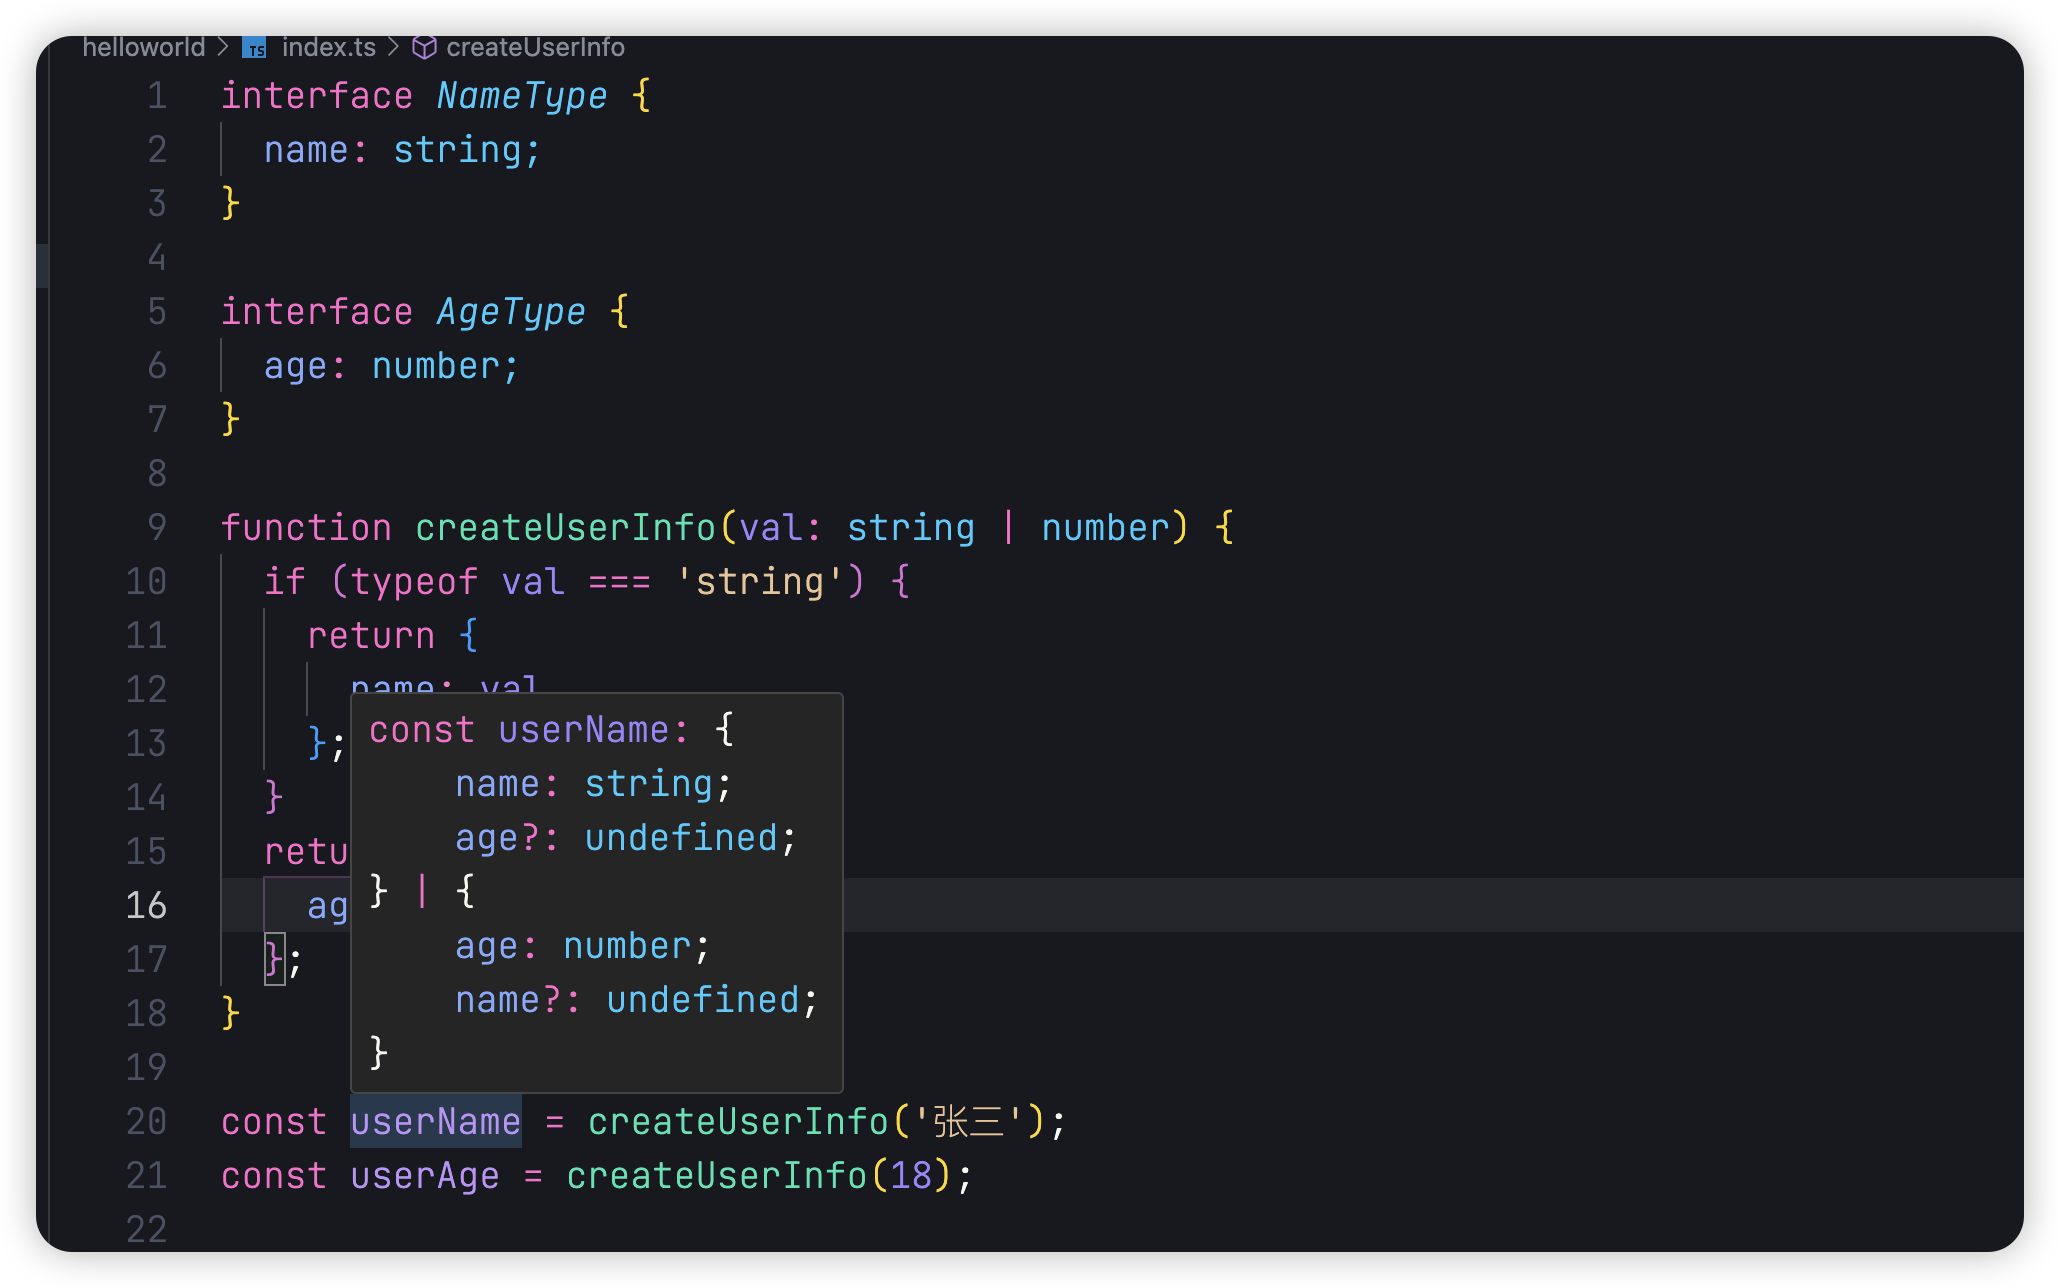 helloworld > TS index.ts > createUserInfo
1 interface NameType {
2   name: string;
3 }
4
5 interface AgeType {
6   age: number;
7 }
8
9 function createUserInfo(val: string | number) {
10   if (typeof val === 'string') {
11     return {
12       name: val
13     };
14   }
15   retu
16     ag
17   };
18 }
const userName: {
    name: string;
    age?: undefined;
} | {
    age: number;
    name?: undefined;
}
19
20 const userName = createUserInfo('张三');
21 const userAge = createUserInfo(18);
22